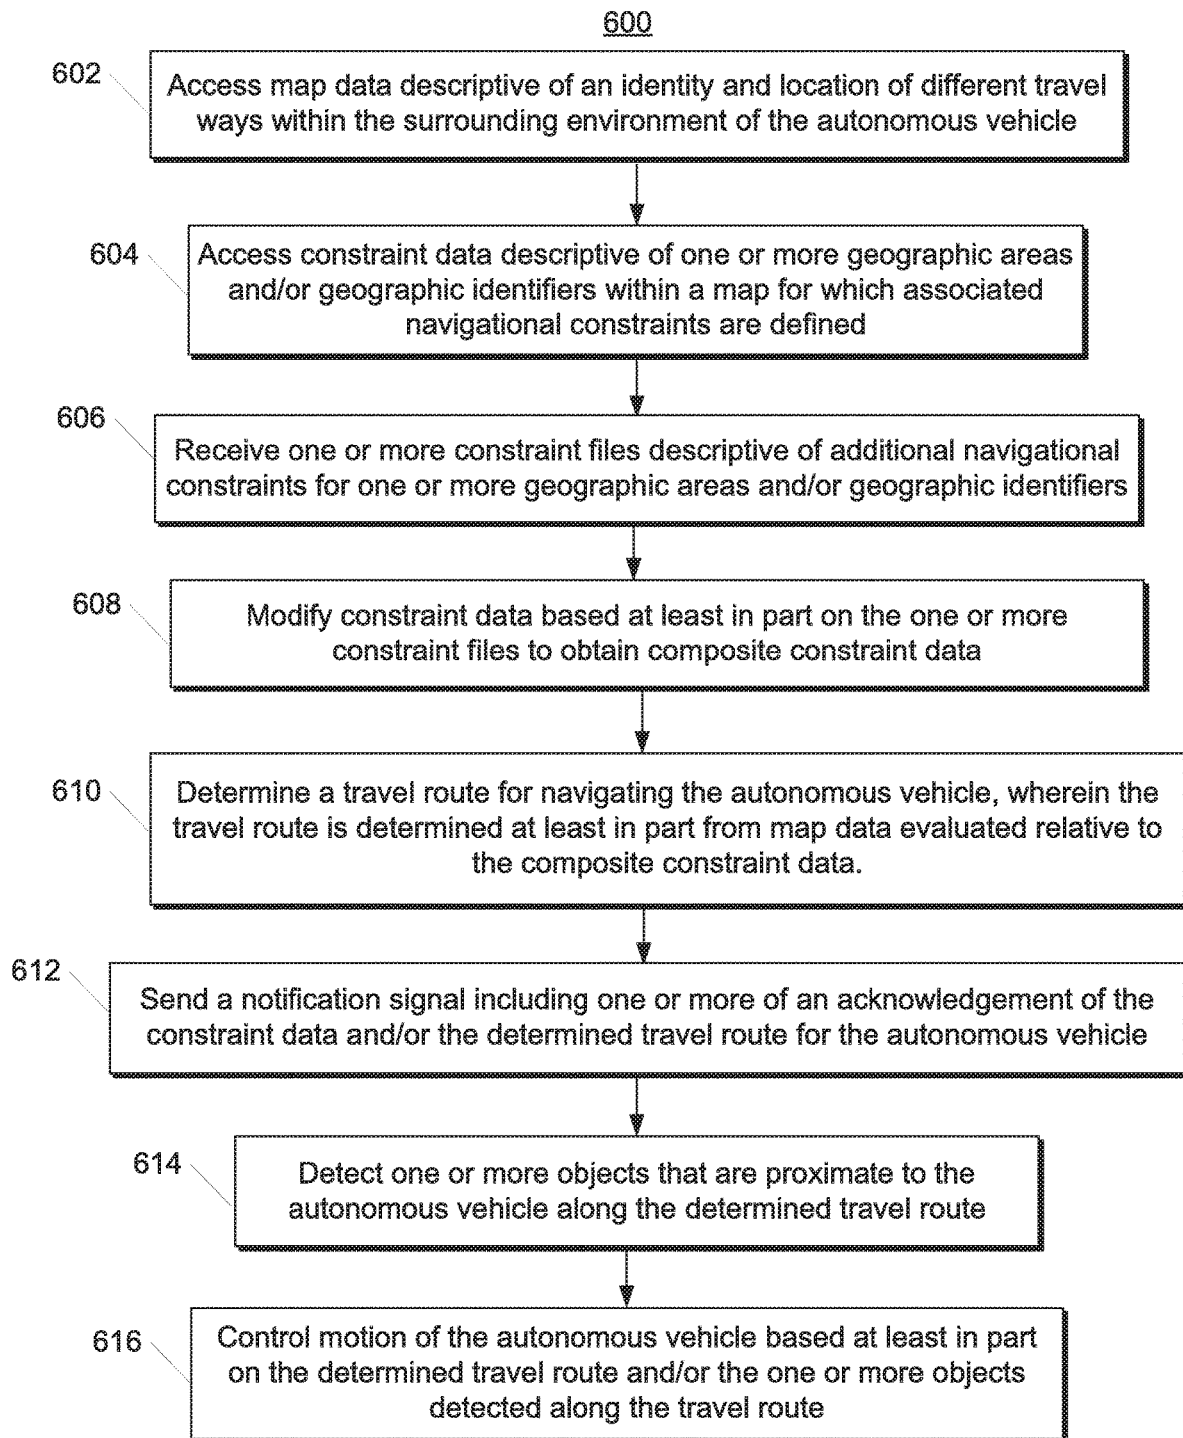 600
602
Access map data descriptive of an identity and location of different travel
ways within the surrounding environment of the autonomous vehicle
604
Access constraint data descriptive of one or more geographic areas
and/or geographic identifiers within a map for which associated
navigational constraints are defined
606
Receive one or more constraint files descriptive of additional navigational
constraints for one or more geographic areas and/or geographic identifiers
608
Modify constraint data based at least in part on the one or more
constraint files to obtain composite constraint data
610
Determine a travel route for navigating the autonomous vehicle, wherein the
travel route is determined at least in part from map data evaluated relative to
the composite constraint data.
612
Send a notification signal including one or more of an acknowledgement of the
constraint data and/or the determined travel route for the autonomous vehicle
614
Detect one or more objects that are proximate to the
autonomous vehicle along the determined travel route
616
Control motion of the autonomous vehicle based at least in part
on the determined travel route and/or the one or more objects
detected along the travel route